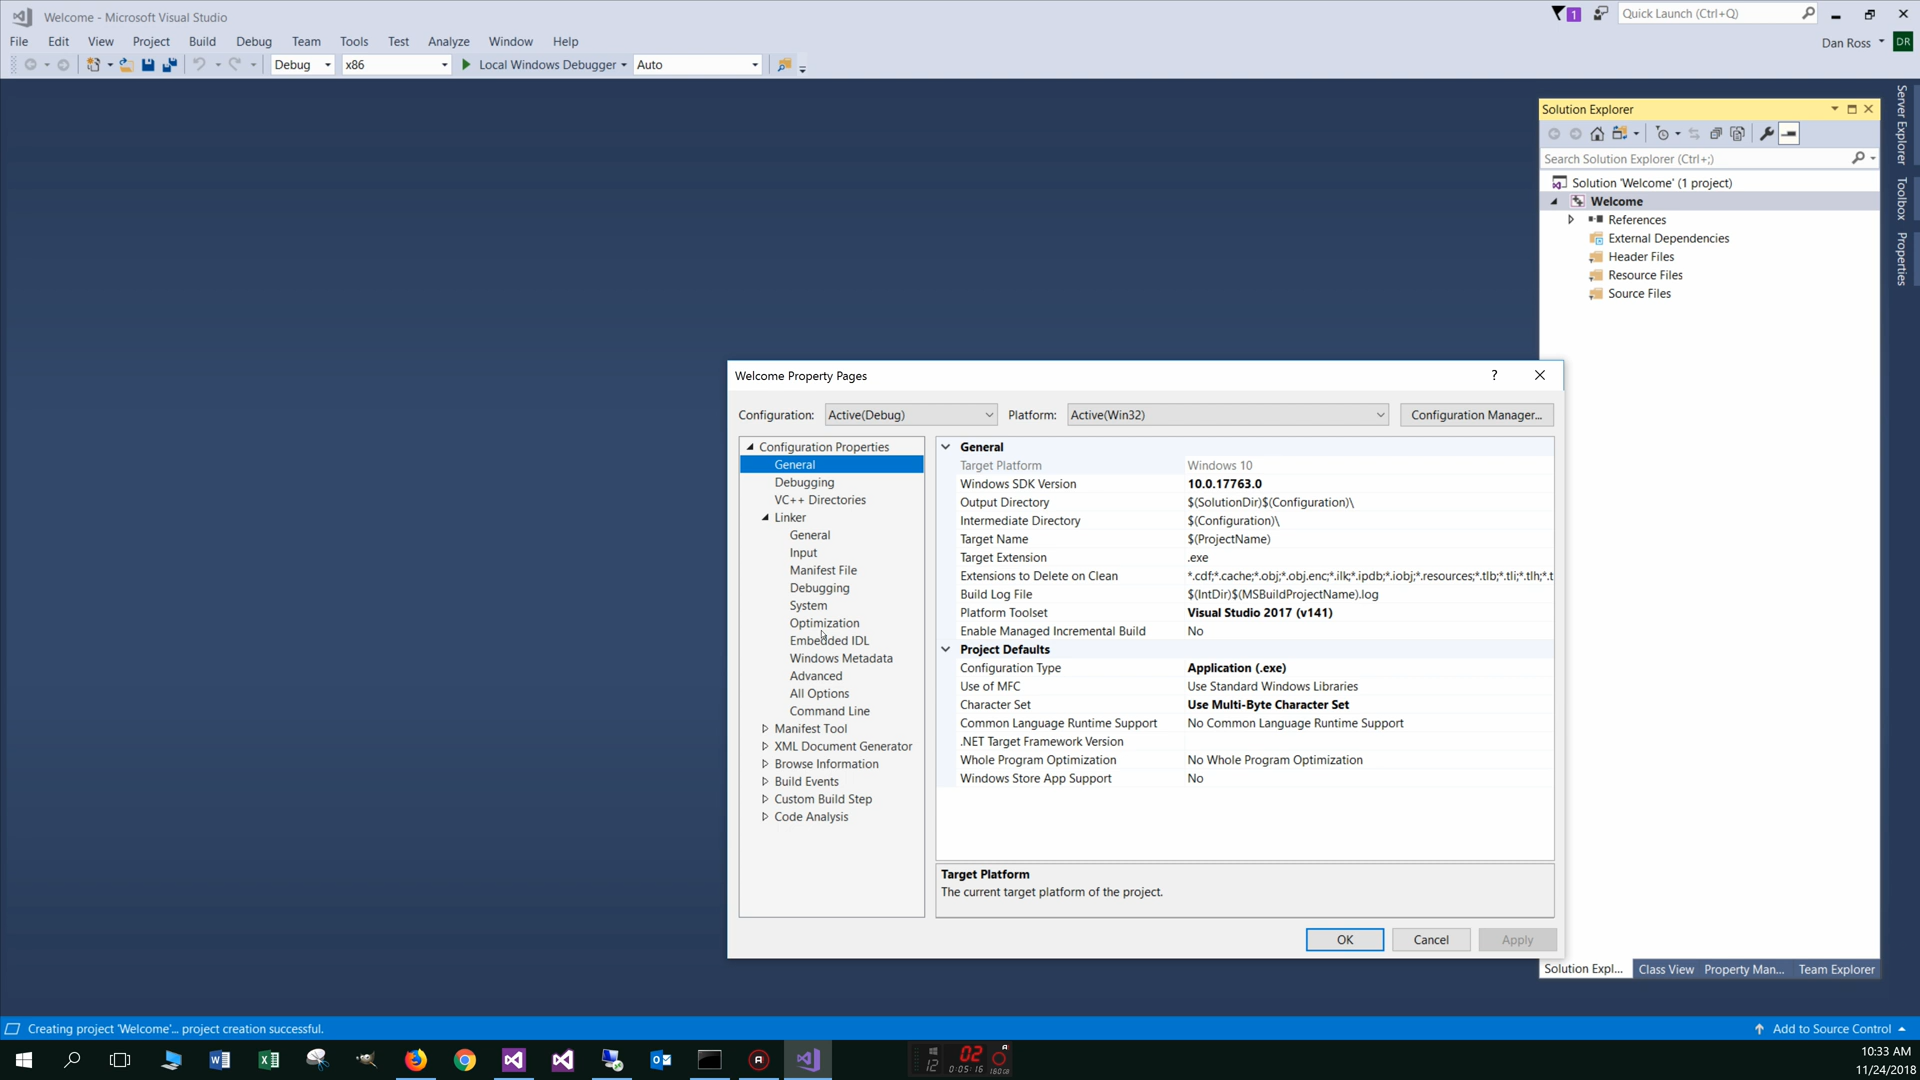 Welcome - Microsoft Visual Studio
1
Quick Launch (Ctrl+Q)
File Edit View Project Build Debug Team Tools Test Analyze Window Help
Dan Ross DR
Debug x86 Local Windows Debugger Auto
Server Explorer
Toolbox
Properties
Solution Explorer
Search Solution Explorer (Ctrl+;)
Solution 'Welcome' (1 project)
Welcome
References
External Dependencies
Header Files
Resource Files
Source Files
Welcome Property Pages
?
Configuration: Active(Debug) Platform: Active(Win32) Configuration Manager...
Configuration Properties
General
Debugging
VC++ Directories
Linker
General
Input
Manifest File
Debugging
System
Optimization
Embedded IDL
Windows Metadata
Advanced
All Options
Command Line
Manifest Tool
XML Document Generator
Browse Information
Build Events
Custom Build Step
Code Analysis
General
Target Platform Windows 10
Windows SDK Version 10.0.17763.0
Output Directory $(SolutionDir)$(Configuration)\
Intermediate Directory $(Configuration)\
Target Name $(ProjectName)
Target Extension .exe
Extensions to Delete on Clean *.cdf;*.cache;*.obj;*.obj.enc;*.ilk;*.ipdb;*.iobj;*.resources;*.tlb;*.tli;*.tlh;*.t
Build Log File $(IntDir)$(MSBuildProjectName).log
Platform Toolset Visual Studio 2017 (v141)
Enable Managed Incremental Build No
Project Defaults
Configuration Type Application (.exe)
Use of MFC Use Standard Windows Libraries
Character Set Use Multi-Byte Character Set
Common Language Runtime Support No Common Language Runtime Support
.NET Target Framework Version
Whole Program Optimization No Whole Program Optimization
Windows Store App Support No
Target Platform
The current target platform of the project.
OK Cancel Apply
Solution Expl... Class View Property Man... Team Explorer
Creating project 'Welcome'... project creation successful.
Add to Source Control
12 02 0:05:16 160GB A
10:33 AM
11/24/2018